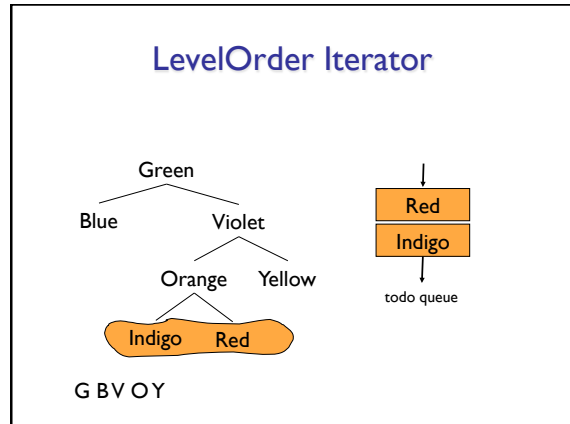 LevelOrder Iterator
Green
Blue Violet
Orange Yellow
Indigo Red
Red
Indigo
todo queue
G B V O Y